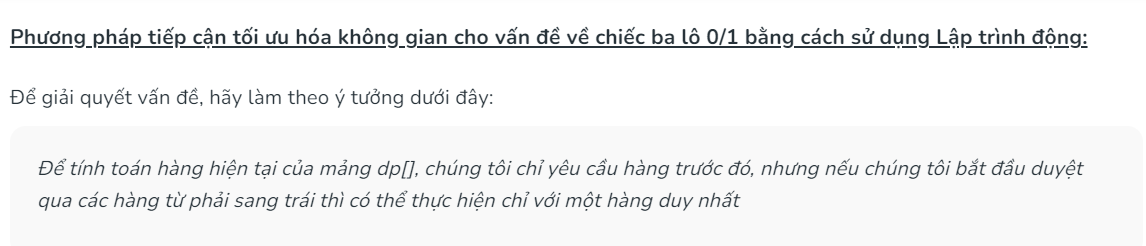 Phương pháp tiếp cận tối ưu hóa không gian cho vấn đề về chiếc ba lô 0/1 bằng cách sử dụng Lập trình động:
Để giải quyết vấn đề, hãy làm theo ý tưởng dưới đây:
Để tính toán hàng hiện tại của mảng dp[], chúng tôi chỉ yêu cầu hàng trước đó, nhưng nếu chúng tôi bắt đầu duyệt
qua các hàng từ phải sang trái thì có thể thực hiện chỉ với một hàng duy nhất